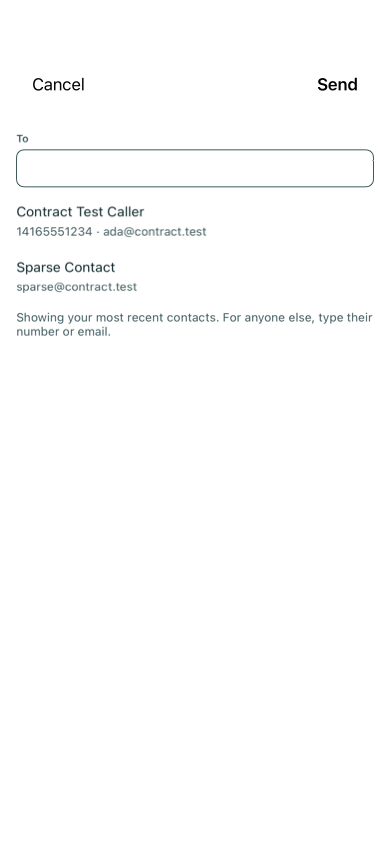 Cancel
Send
To
Contract Test Caller
14165551234 · ada@contract.test
Sparse Contact
sparse@contract.test
Showing your most recent contacts. For anyone else, type their
number or email.